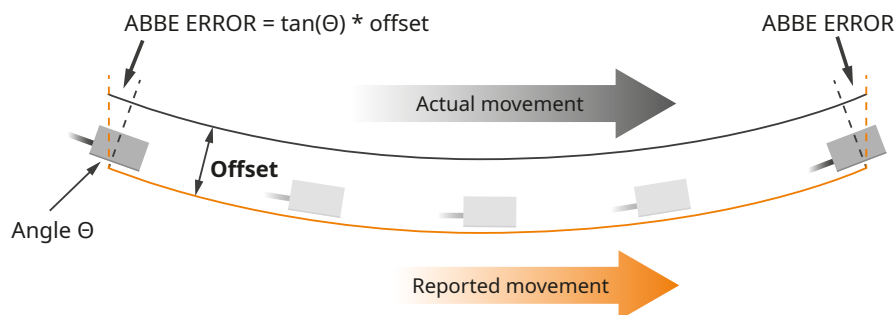 ABBE ERROR = tan(Θ) * offset
ABBE ERROR
Actual movement
Offset
Angle Θ
Reported movement